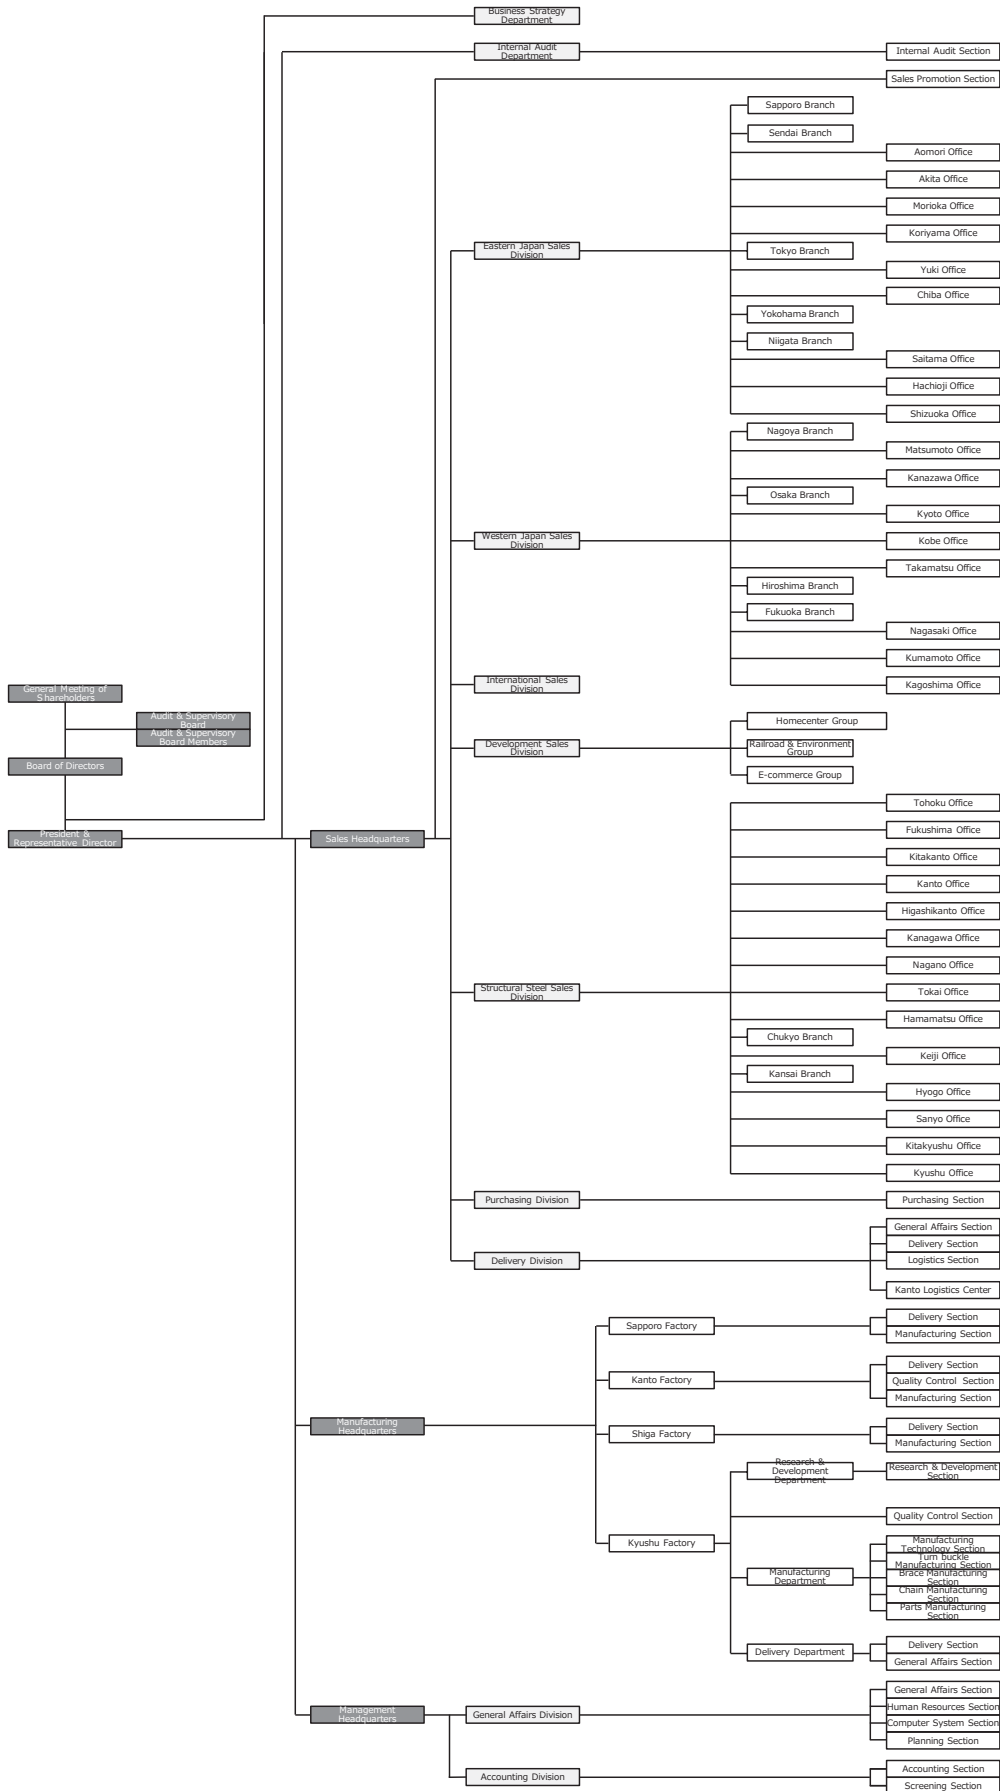 Business Strategy
Department
Internal Audit
Department
Internal Audit Section
Sales Promotion Section
Sapporo Branch
Sendai Branch
Aomori Office
Akita Office
Morioka Office
Koriyama Office
Eastern Japan Sales
Division
Tokyo Branch
Yuki Office
Chiba Office
Yokohama Branch
Niigata Branch
Saitama Office
Hachioji Office
Shizuoka Office
Nagoya Branch
Matsumoto Office
Kanazawa Office
Osaka Branch
Kyoto Office
Western Japan Sales
Division
Kobe Office
Takamatsu Office
Hiroshima Branch
Fukuoka Branch
Nagasaki Office
Kumamoto Office
International Sales
Division
Kagoshima Office
General Meeting of
Shareholders
Audit & Supervisory
Board
Audit & Supervisory
Board Members
Homecenter Group
Development Sales
Division
Railroad & Environment
Group
Board of Directors
E-commerce Group
Tohoku Office
Fukushima Office
President &
Representative Director
Sales Headquarters
Kitakanto Office
Kanto Office
Higashikanto Office
Kanagawa Office
Nagano Office
Structural Steel Sales
Division
Tokai Office
Hamamatsu Office
Chukyo Branch
Keiji Office
Kansai Branch
Hyogo Office
Sanyo Office
Kitakyushu Office
Kyushu Office
Purchasing Division
Purchasing Section
General Affairs Section
Delivery Section
Delivery Division
Logistics Section
Kanto Logistics Center
Sapporo Factory
Delivery Section
Manufacturing Section
Kanto Factory
Delivery Section
Quality Control Section
Manufacturing Section
Manufacturing
Headquarters
Shiga Factory
Delivery Section
Manufacturing Section
Research &
Development
Department
Research & Development
Section
Quality Control Section
Kyushu Factory
Manufacturing
Technology Section
Turn buckle
Manufacturing Section
Manufacturing
Department
Brace Manufacturing
Section
Chain Manufacturing
Section
Parts Manufacturing
Section
Delivery Department
Delivery Section
General Affairs Section
Management
Headquarters
General Affairs Division
General Affairs Section
Human Resources Section
Computer System Section
Planning Section
Accounting Division
Accounting Section
Screening Section